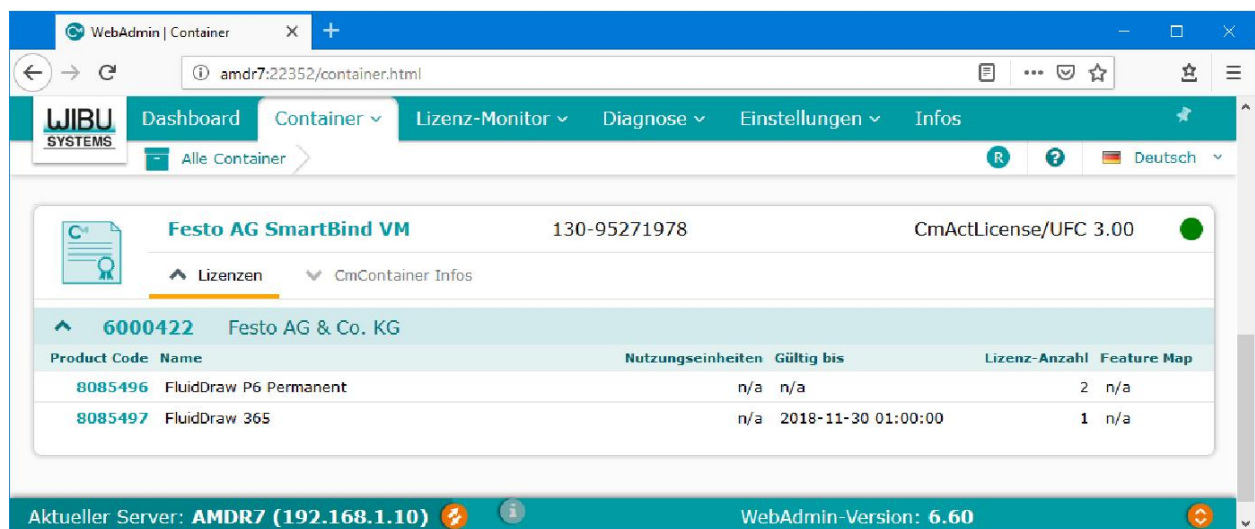 WebAdmin | Container
amdr7:22352/container.html
WIBU SYSTEMS
Dashboard Container Lizenz-Monitor Diagnose Einstellungen Infos
Alle Container R ? Deutsch
Festo AG SmartBind VM 130-95271978 CmActLicense/UFC 3.00
Lizenzen CmContainer Infos
6000422 Festo AG & Co. KG
Product Code Name Nutzungseinheiten Gültig bis Lizenz-Anzahl Feature Map
8085496 FluidDraw P6 Permanent n/a n/a 2 n/a
8085497 FluidDraw 365 n/a 2018-11-30 01:00:00 1 n/a
Aktueller Server: AMDR7 (192.168.1.10) WebAdmin-Version: 6.60